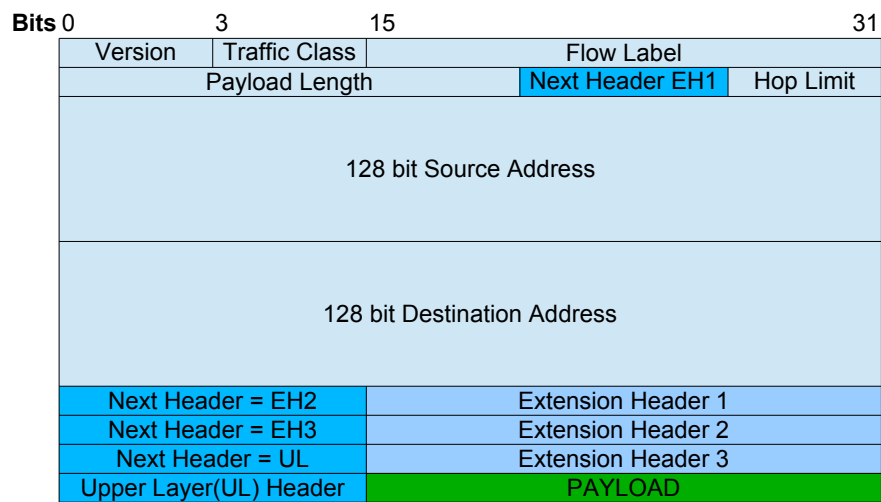 Bits 0 3 15 31
Version Traffic Class Flow Label
Payload Length Next Header EH1 Hop Limit
128 bit Source Address
128 bit Destination Address
Next Header = EH2 Extension Header 1
Next Header = EH3 Extension Header 2
Next Header = UL Extension Header 3
Upper Layer(UL) Header PAYLOAD